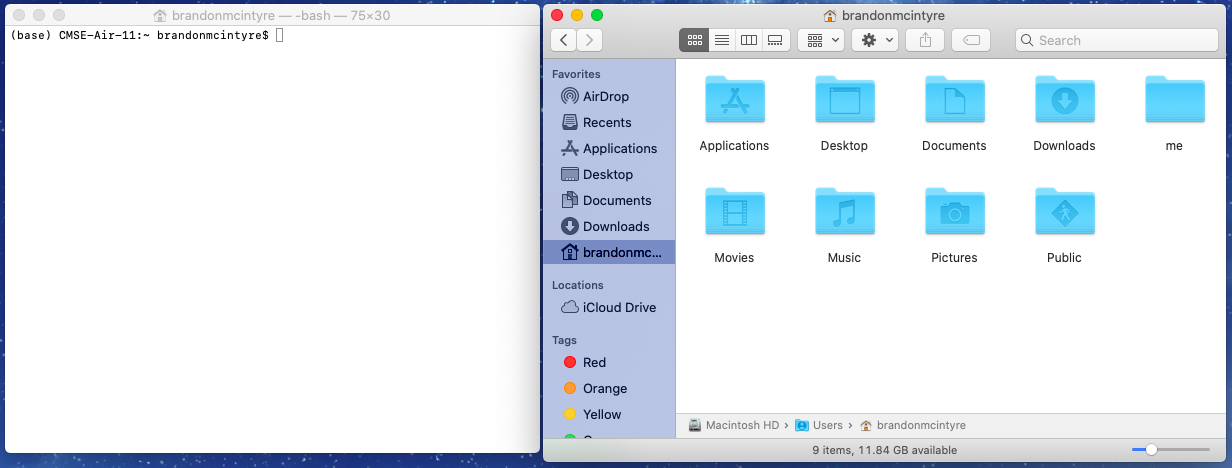 brandonmcintyre — -bash — 75×30
(base) CMSE-Air-11:~ brandonmcintyre$
brandonmcintyre
Search
Favorites
AirDrop
Recents
Applications
Desktop
Documents
Downloads
brandonmc...
Locations
iCloud Drive
Tags
Red
Orange
Yellow
Applications Desktop Documents Downloads me
Movies Music Pictures Public
Macintosh HD › Users › brandonmcintyre
9 items, 11.84 GB available